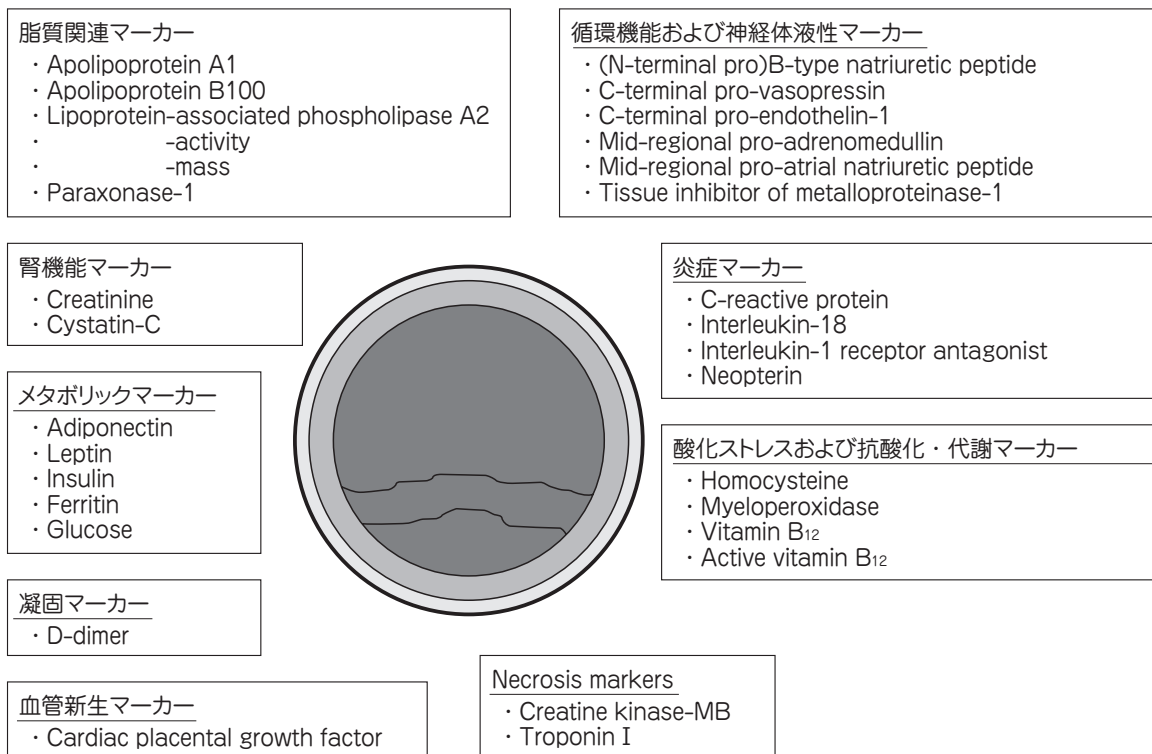 脂質関連マーカー
・Apolipoprotein A1
・Apolipoprotein B100
・Lipoprotein-associated phospholipase A2
・ -activity
・ -mass
・Paraxonase-1
循環機能および神経体液性マーカー
・(N-terminal pro)B-type natriuretic peptide
・C-terminal pro-vasopressin
・C-terminal pro-endothelin-1
・Mid-regional pro-adrenomedullin
・Mid-regional pro-atrial natriuretic peptide
・Tissue inhibitor of metalloproteinase-1
腎機能マーカー
・Creatinine
・Cystatin-C
炎症マーカー
・C-reactive protein
・Interleukin-18
・Interleukin-1 receptor antagonist
・Neopterin
メタボリックマーカー
・Adiponectin
・Leptin
・Insulin
・Ferritin
・Glucose
酸化ストレスおよび抗酸化・代謝マーカー
・Homocysteine
・Myeloperoxidase
・Vitamin B₁₂
・Active vitamin B₁₂
凝固マーカー
・D-dimer
血管新生マーカー
・Cardiac placental growth factor
Necrosis markers
・Creatine kinase-MB
・Troponin I